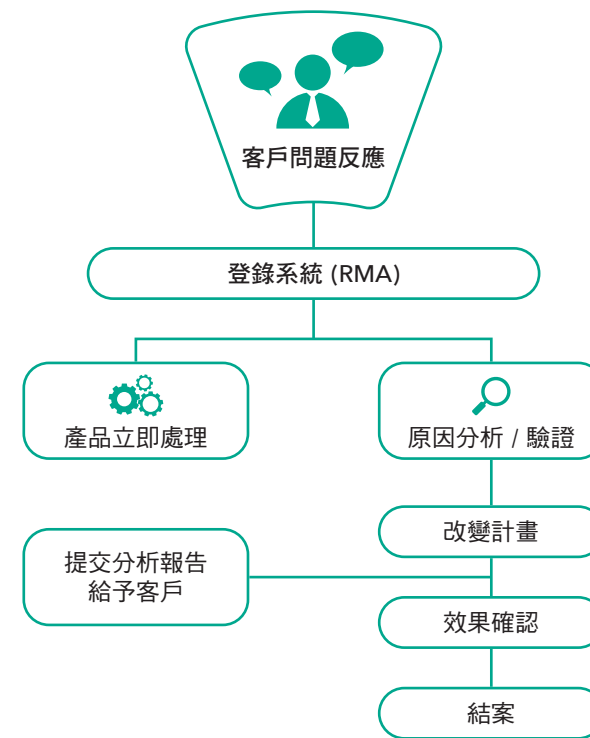 客戶問題反應
登錄系統 (RMA)
產品立即處理
原因分析 / 驗證
改變計畫
提交分析報告
給予客戶
效果確認
結案